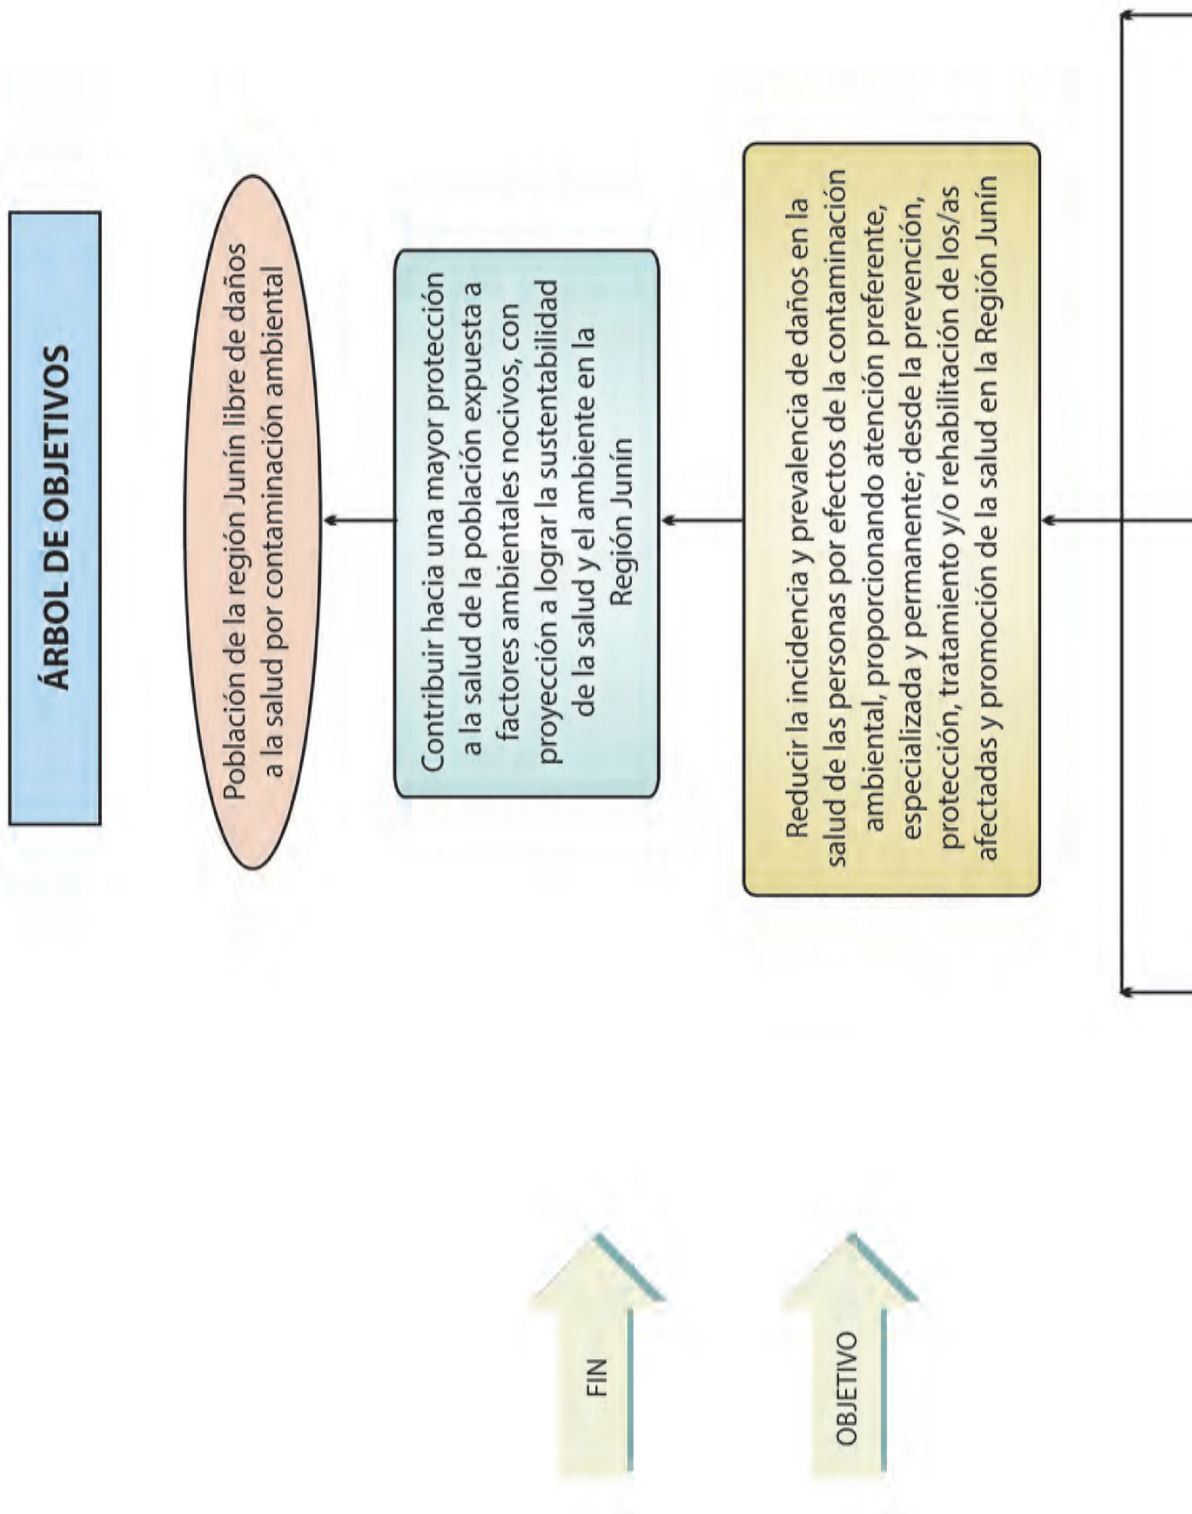 ÁRBOL DE OBJETIVOS
Población de la región Junín libre de daños
a la salud por contaminación ambiental
Contribuir hacia una mayor protección
a la salud de la población expuesta a
factores ambientales nocivos, con
proyección a lograr la sustentabilidad
de la salud y el ambiente en la
Región Junín
Reducir la incidencia y prevalencia de daños en la
salud de las personas por efectos de la contaminación
ambiental, proporcionando atención preferente,
especializada y permanente; desde la prevención,
protección, tratamiento y/o rehabilitación de los/as
afectadas y promoción de la salud en la Región Junín
FIN
OBJETIVO